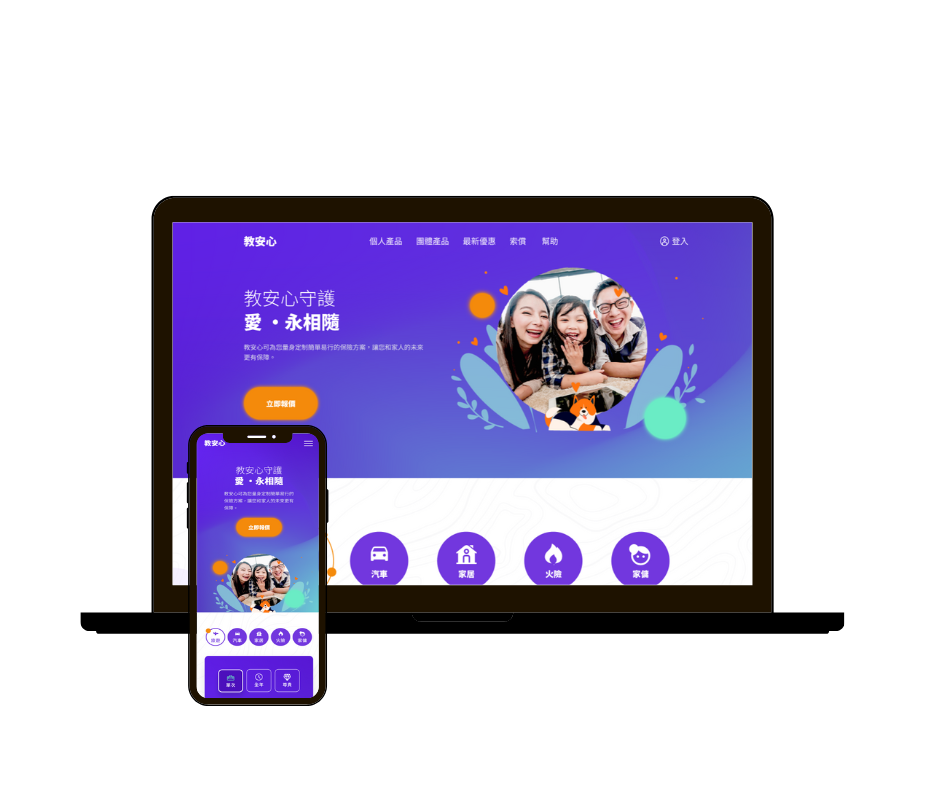 教安心
個人產品 團體產品 最新優惠 索償 幫助
登入
教安心守護
愛・永相隨
教安心可為您量身定制簡單易行的保險方案,讓您和家人的未來
更有保障。
立即報價
汽車 家居 火險 家傭
教安心
教安心守護
愛・永相隨
教安心可為您量身定制簡單易行的
保險方案,讓您和家人的未來更有
保障。
立即報價
旅遊 汽車 家居 火險 家傭
單次 全年